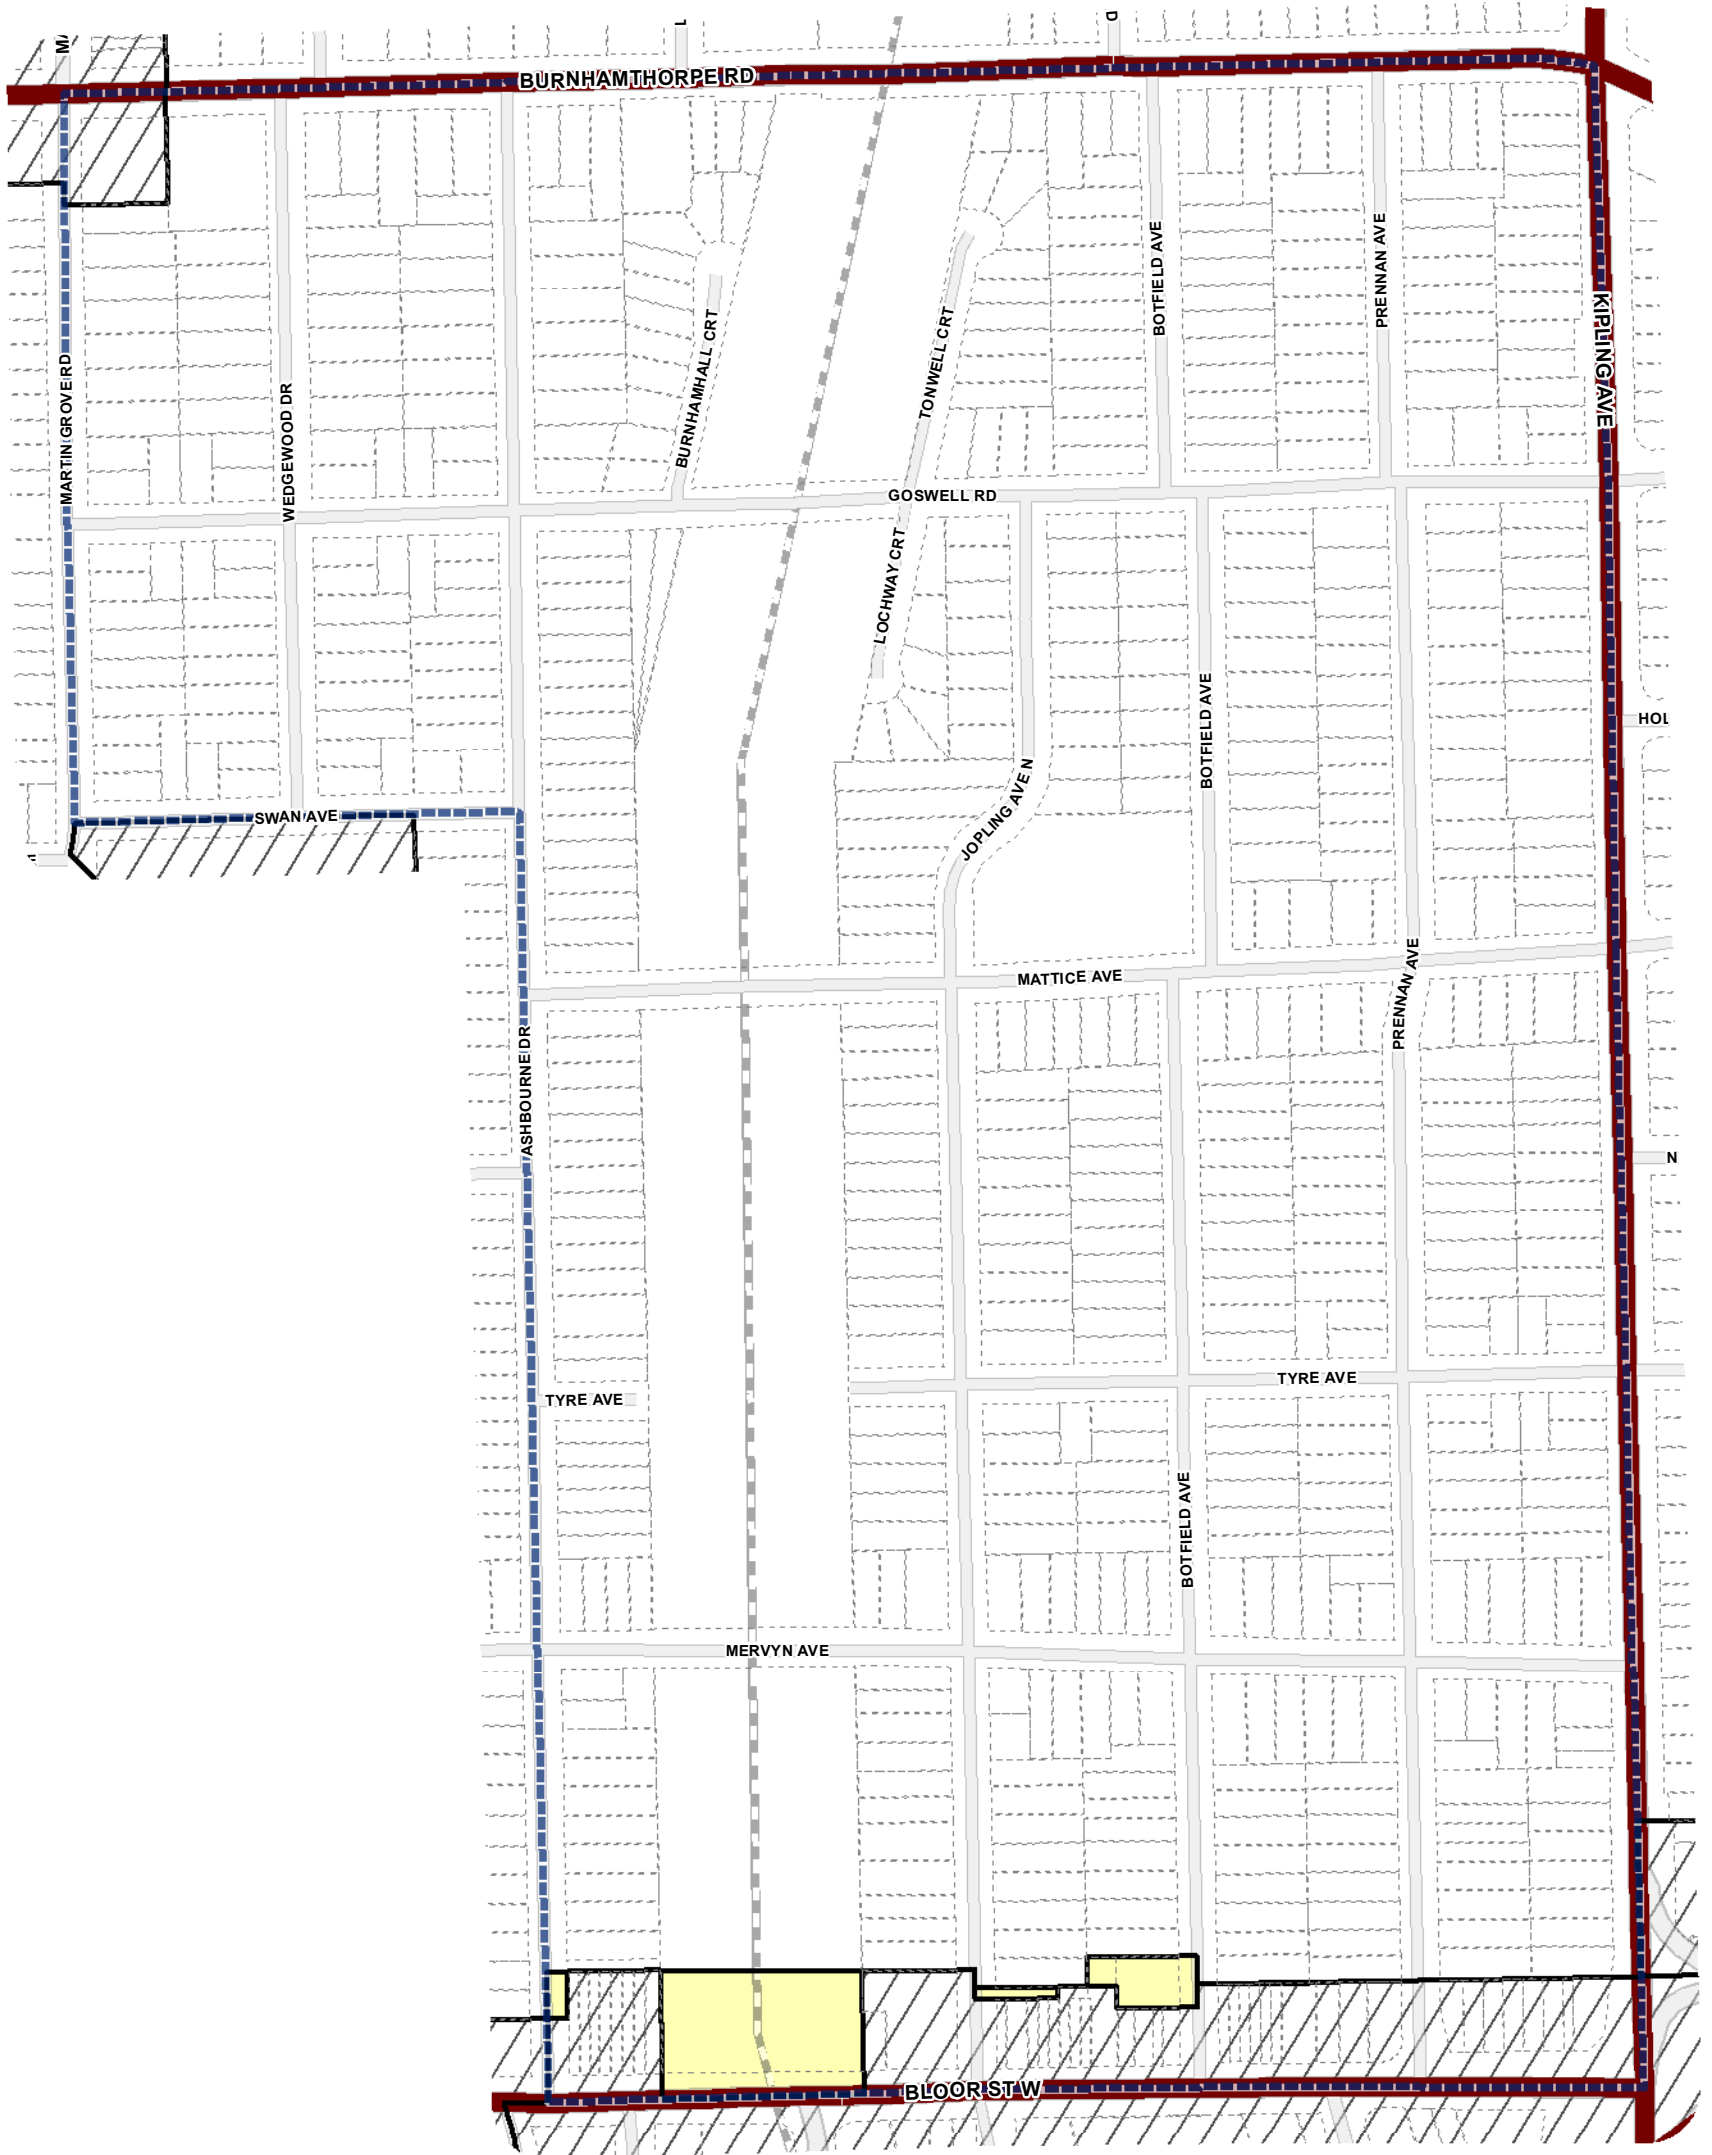 L
D
BURNHAMTHORPE RD
BOTFIELD AVE
PRENNAN AVE
KIPLING AVE
BURNHAMHALL CRT
TONWELL CRT
MARTIN GROVE RD
WEDGEWOOD DR
GOSWELL RD
LOCHWAY CRT
BOTFIELD AVE
HOL
SWAN AVE
JOPLING AVE N
MATTICE AVE
PRENNAN AVE
ASHBOURNE DR
N
TYRE AVE
TYRE AVE
BOTFIELD AVE
MERVYN AVE
BLOOR ST W